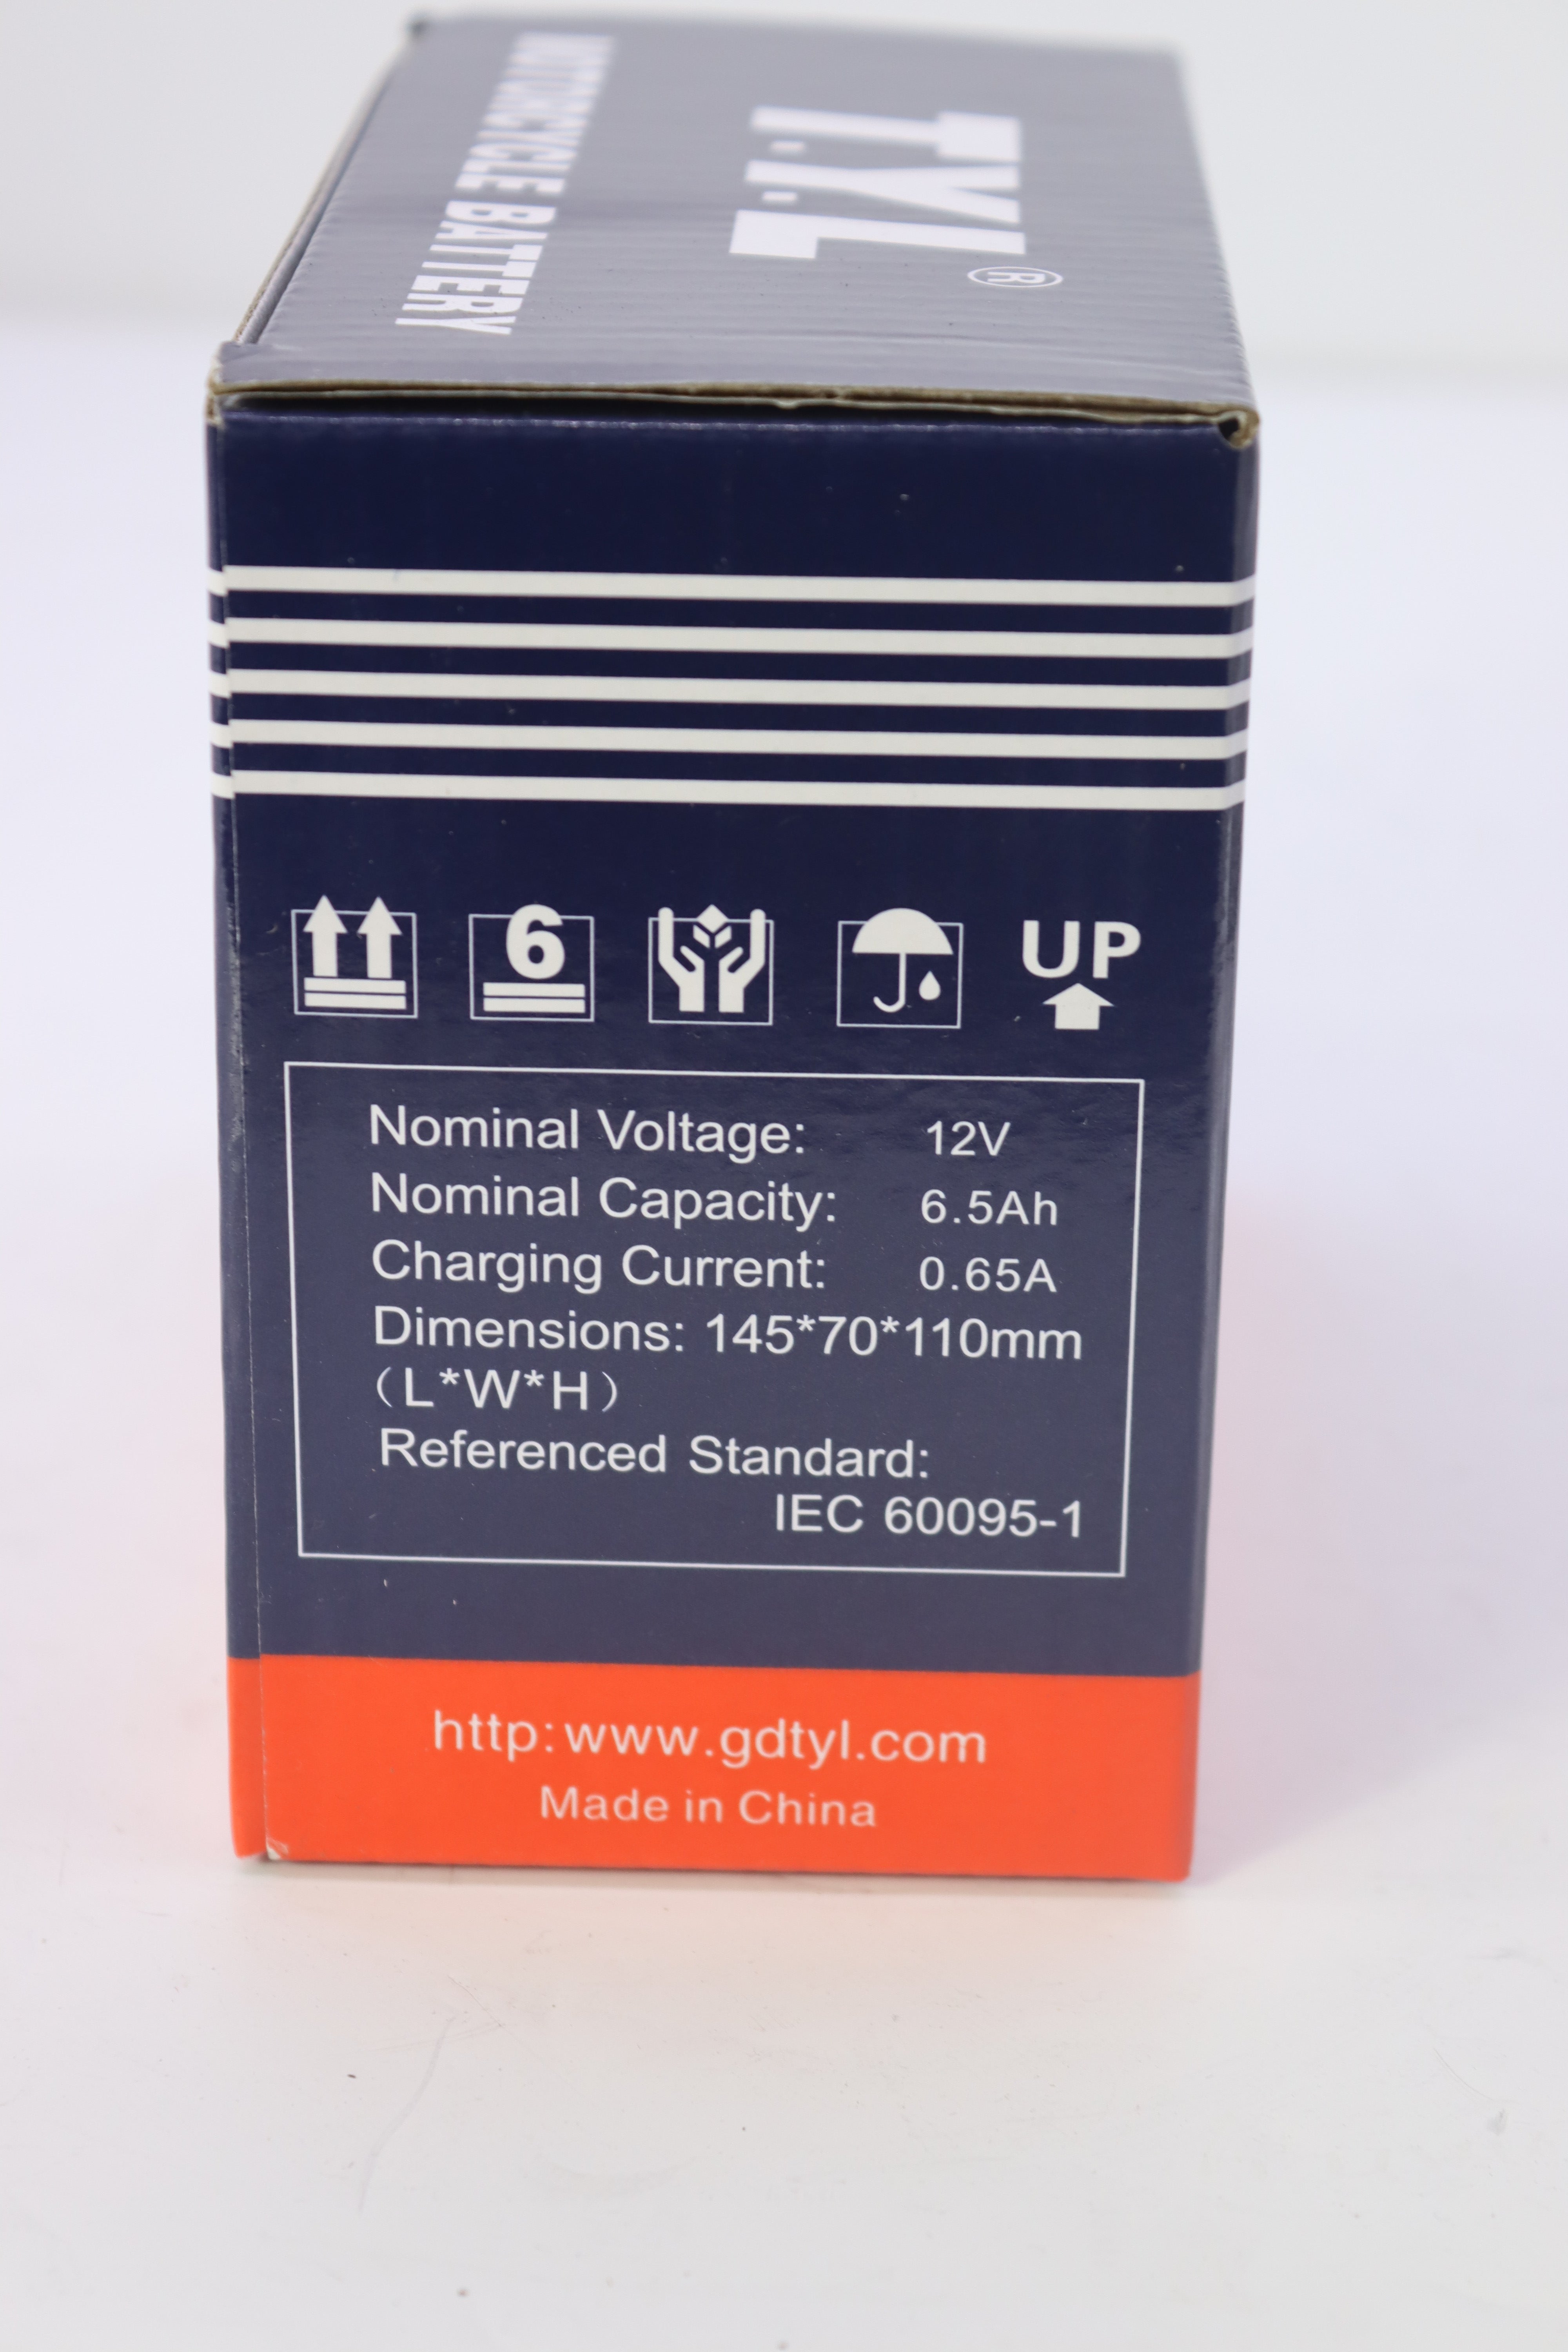 T.Y.L®
MOTORCYCLE BATTERY
6
UP
Nominal Voltage: 12V
Nominal Capacity: 6.5Ah
Charging Current: 0.65A
Dimensions: 145*70*110mm
（L*W*H）
Referenced Standard:
IEC 60095-1
http:www.gdtyl.com
Made in China